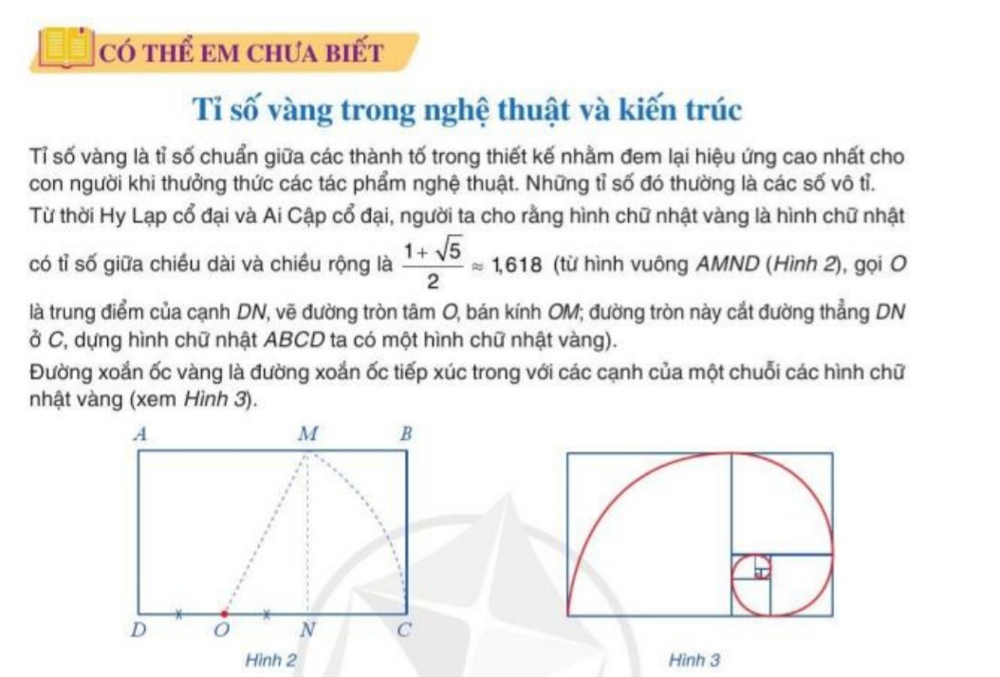 CÓ THỂ EM CHƯA BIẾT
Tỉ số vàng trong nghệ thuật và kiến trúc
Tỉ số vàng là tỉ số chuẩn giữa các thành tố trong thiết kế nhằm đem lại hiệu ứng cao nhất cho
con người khi thưởng thức các tác phẩm nghệ thuật. Những tỉ số đó thường là các số vô tỉ.
Từ thời Hy Lạp cổ đại và Ai Cập cổ đại, người ta cho rằng hình chữ nhật vàng là hình chữ nhật
có tỉ số giữa chiều dài và chiều rộng là (1+√5)/2 ≈ 1,618 (từ hình vuông AMND (Hình 2), gọi O
là trung điểm của cạnh DN, vẽ đường tròn tâm O, bán kính OM; đường tròn này cắt đường thẳng DN
ở C, dựng hình chữ nhật ABCD ta có một hình chữ nhật vàng).
Đường xoắn ốc vàng là đường xoắn ốc tiếp xúc trong với các cạnh của một chuỗi các hình chữ
nhật vàng (xem Hình 3).
A M B
D O N C
Hình 2
Hình 3